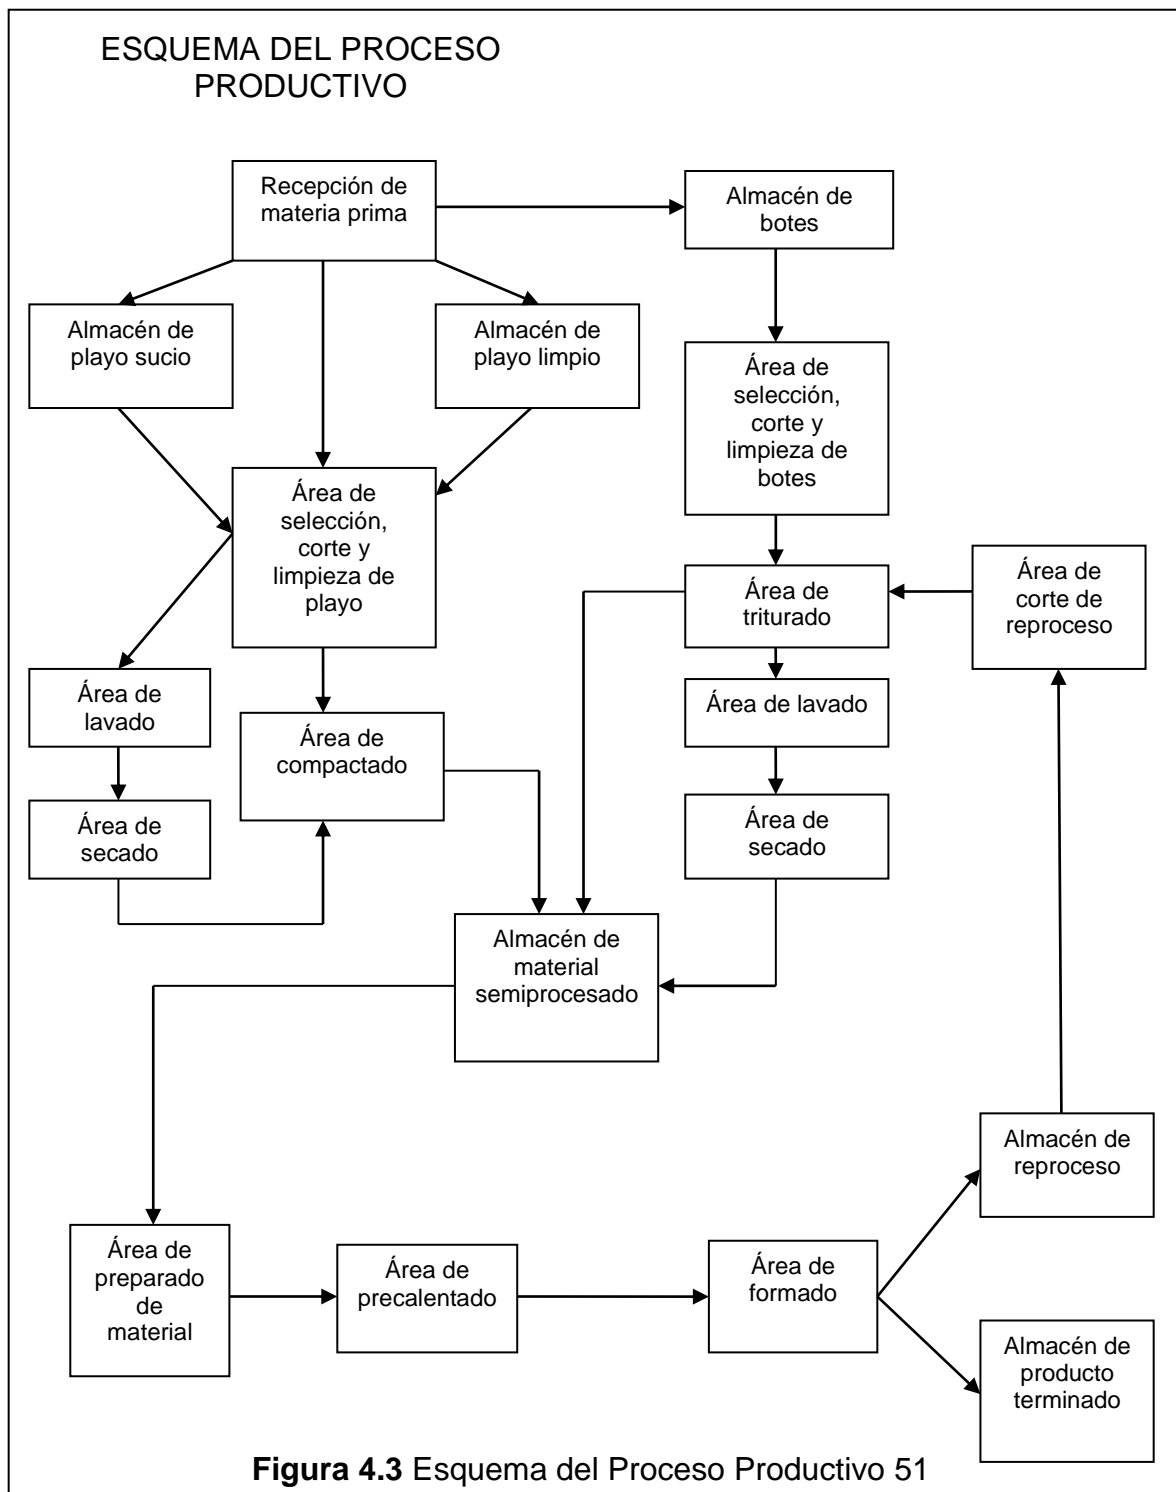 ESQUEMA DEL PROCESO
PRODUCTIVO
Recepción de
materia prima
Almacén de
botes
Almacén de
playo sucio
Almacén de
playo limpio
Área de
selección,
corte y
limpieza de
botes
Área de
selección,
corte y
limpieza de
playo
Área de
triturado
Área de
corte de
reproceso
Área de
lavado
Área de lavado
Área de
compactado
Área de
secado
Área de
secado
Almacén de
material
semiprocesado
Almacén de
reproceso
Área de
preparado
de
material
Área de
precalentado
Área de
formado
Almacén de
producto
terminado
Figura 4.3 Esquema del Proceso Productivo 51